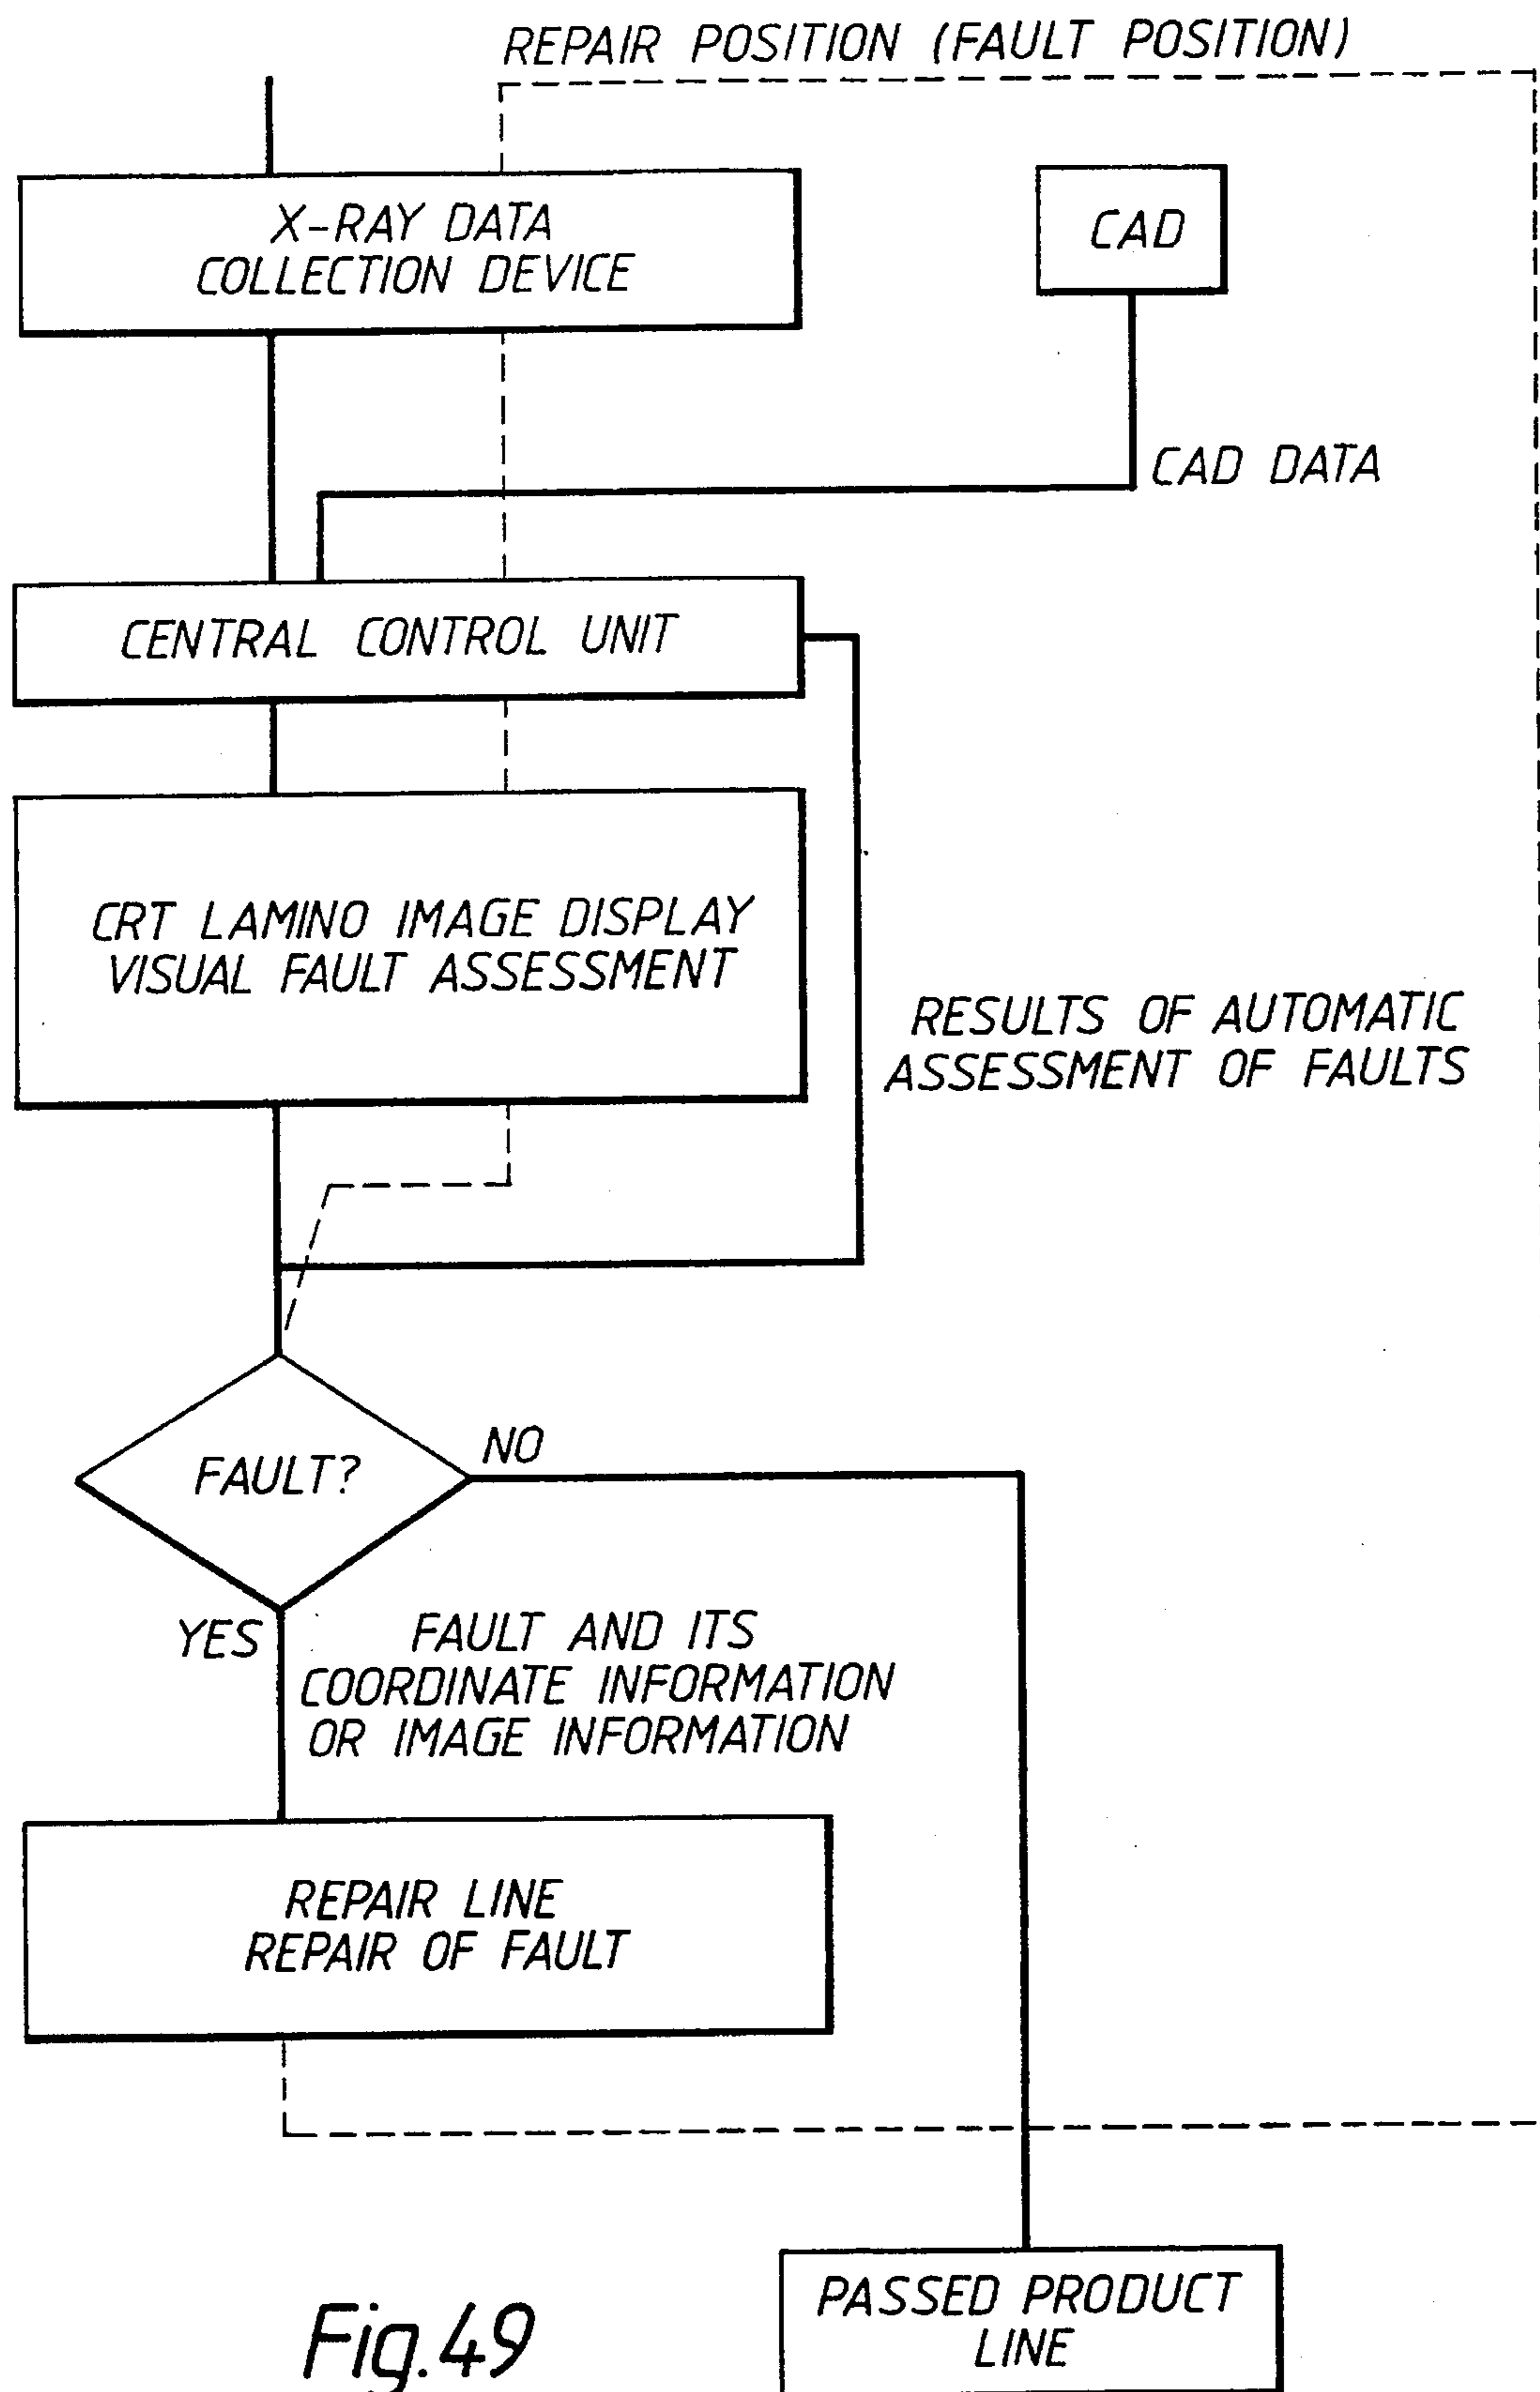 REPAIR POSITION (FAULT POSITION)
X-RAY DATA
COLLECTION DEVICE
CAD
CAD DATA
CENTRAL CONTROL UNIT
CRT LAMINO IMAGE DISPLAY
VISUAL FAULT ASSESSMENT
RESULTS OF AUTOMATIC
ASSESSMENT OF FAULTS
FAULT?
NO
YES
FAULT AND ITS
COORDINATE INFORMATION
OR IMAGE INFORMATION
REPAIR LINE
REPAIR OF FAULT
PASSED PRODUCT
LINE
Fig.49